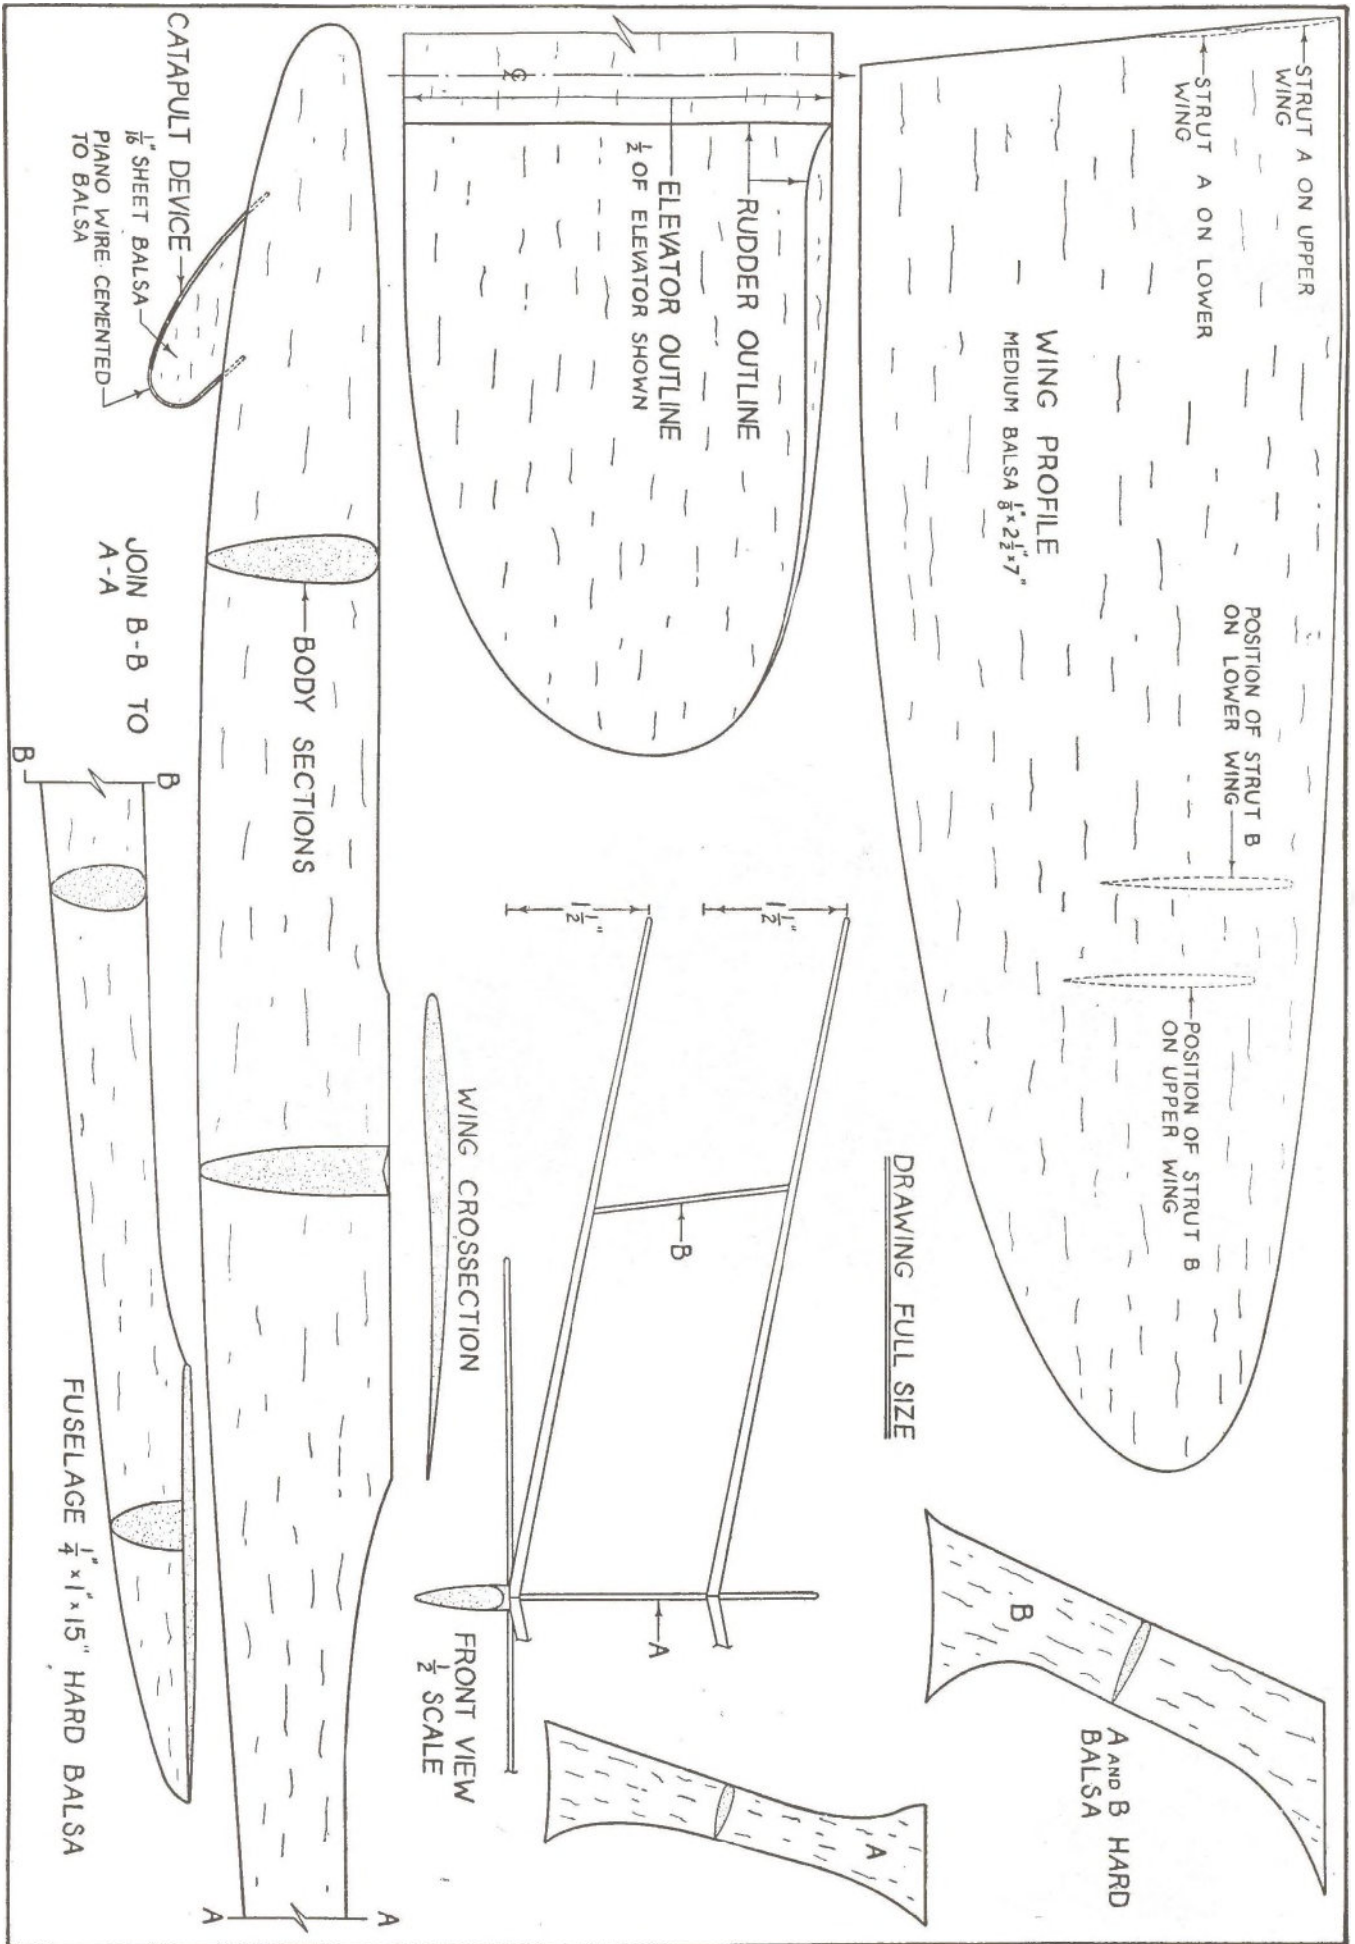 STRUT A ON UPPER
WING
STRUT A ON LOWER
WING
WING PROFILE
MEDIUM BALSA 1/8" x 2 1/2" x 7"
POSITION OF STRUT B
ON LOWER WING
POSITION OF STRUT B
ON UPPER WING
A AND B HARD
BALSA
B
A
RUDDER OUTLINE
ELEVATOR OUTLINE
1/2 OF ELEVATOR SHOWN
℄
DRAWING FULL SIZE
1 1/2"
1 1/2"
B
A
FRONT VIEW
1/2 SCALE
WING CROSSECTION
CATAPULT DEVICE
1/16" SHEET BALSA
PIANO WIRE CEMENTED
TO BALSA
BODY SECTIONS
JOIN B-B TO
A-A
B
B
A
A
FUSELAGE 1/4" x 1" x 15" HARD BALSA